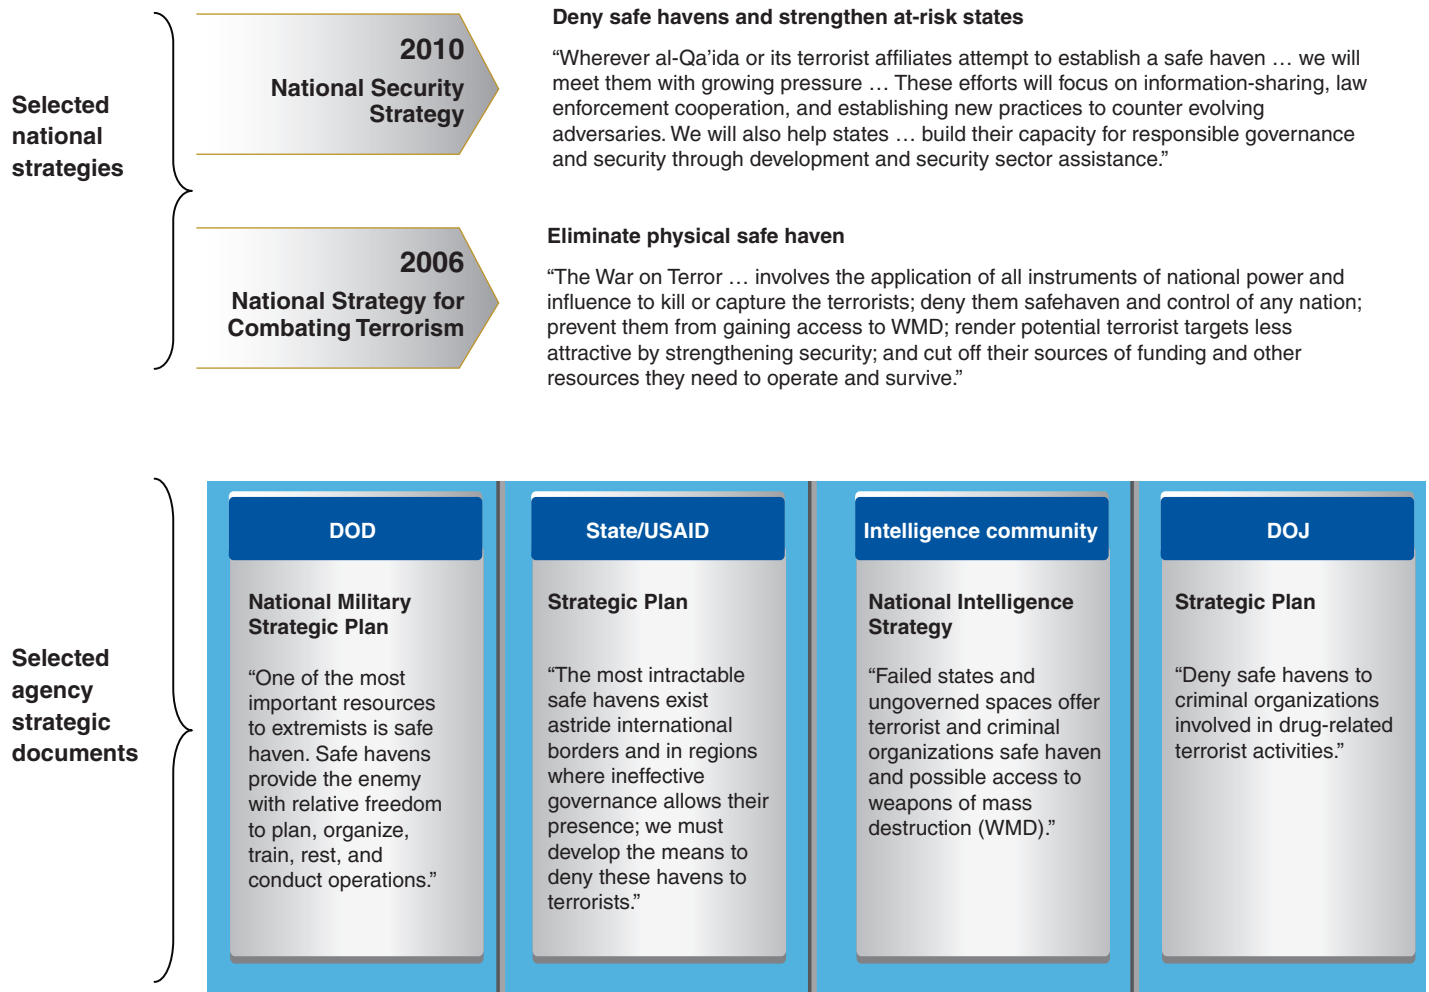 Selected
national
strategies
2010
National Security
Strategy
Deny safe havens and strengthen at-risk states
“Wherever al-Qa’ida or its terrorist affiliates attempt to establish a safe haven … we will
meet them with growing pressure … These efforts will focus on information-sharing, law
enforcement cooperation, and establishing new practices to counter evolving
adversaries. We will also help states … build their capacity for responsible governance
and security through development and security sector assistance.”
2006
National Strategy for
Combating Terrorism
Eliminate physical safe haven
“The War on Terror … involves the application of all instruments of national power and
influence to kill or capture the terrorists; deny them safehaven and control of any nation;
prevent them from gaining access to WMD; render potential terrorist targets less
attractive by strengthening security; and cut off their sources of funding and other
resources they need to operate and survive.”
Selected
agency
strategic
documents
DOD
National Military
Strategic Plan
“One of the most
important resources
to extremists is safe
haven. Safe havens
provide the enemy
with relative freedom
to plan, organize,
train, rest, and
conduct operations.”
State/USAID
Strategic Plan
“The most intractable
safe havens exist
astride international
borders and in regions
where ineffective
governance allows their
presence; we must
develop the means to
deny these havens to
terrorists.”
Intelligence community
National Intelligence
Strategy
“Failed states and
ungoverned spaces offer
terrorist and criminal
organizations safe haven
and possible access to
weapons of mass
destruction (WMD).”
DOJ
Strategic Plan
“Deny safe havens to
criminal organizations
involved in drug-related
terrorist activities.”